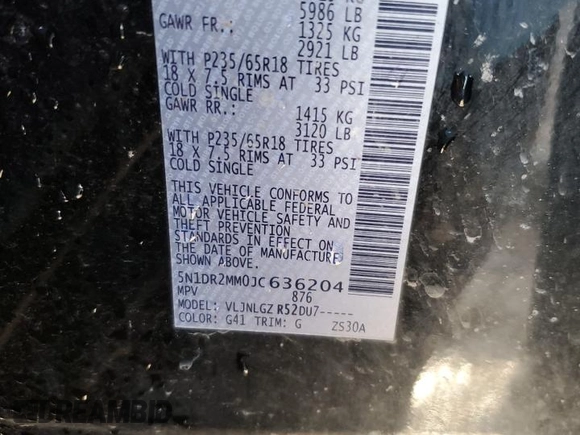 5986 LB
GAWR FR.: 1325 KG
2921 LB
WITH P235/65R18 TIRES
18 X 7.5 RIMS AT 33 PSI
COLD SINGLE
GAWR RR.: 1415 KG
3120 LB
WITH P235/65R18 TIRES
18 X 7.5 RIMS AT 33 PSI
COLD SINGLE
THIS VEHICLE CONFORMS TO
ALL APPLICABLE FEDERAL
MOTOR VEHICLE SAFETY AND
THEFT PREVENTION
STANDARDS IN EFFECT ON
THE DATE OF MANUFACTURE
SHOWN ABOVE.
5N1DR2MM0JC636204
MPV 876
MODEL: VLJNLGZ R52DU7-----
COLOR: G41 TRIM: G ZS30A
STREAMBID